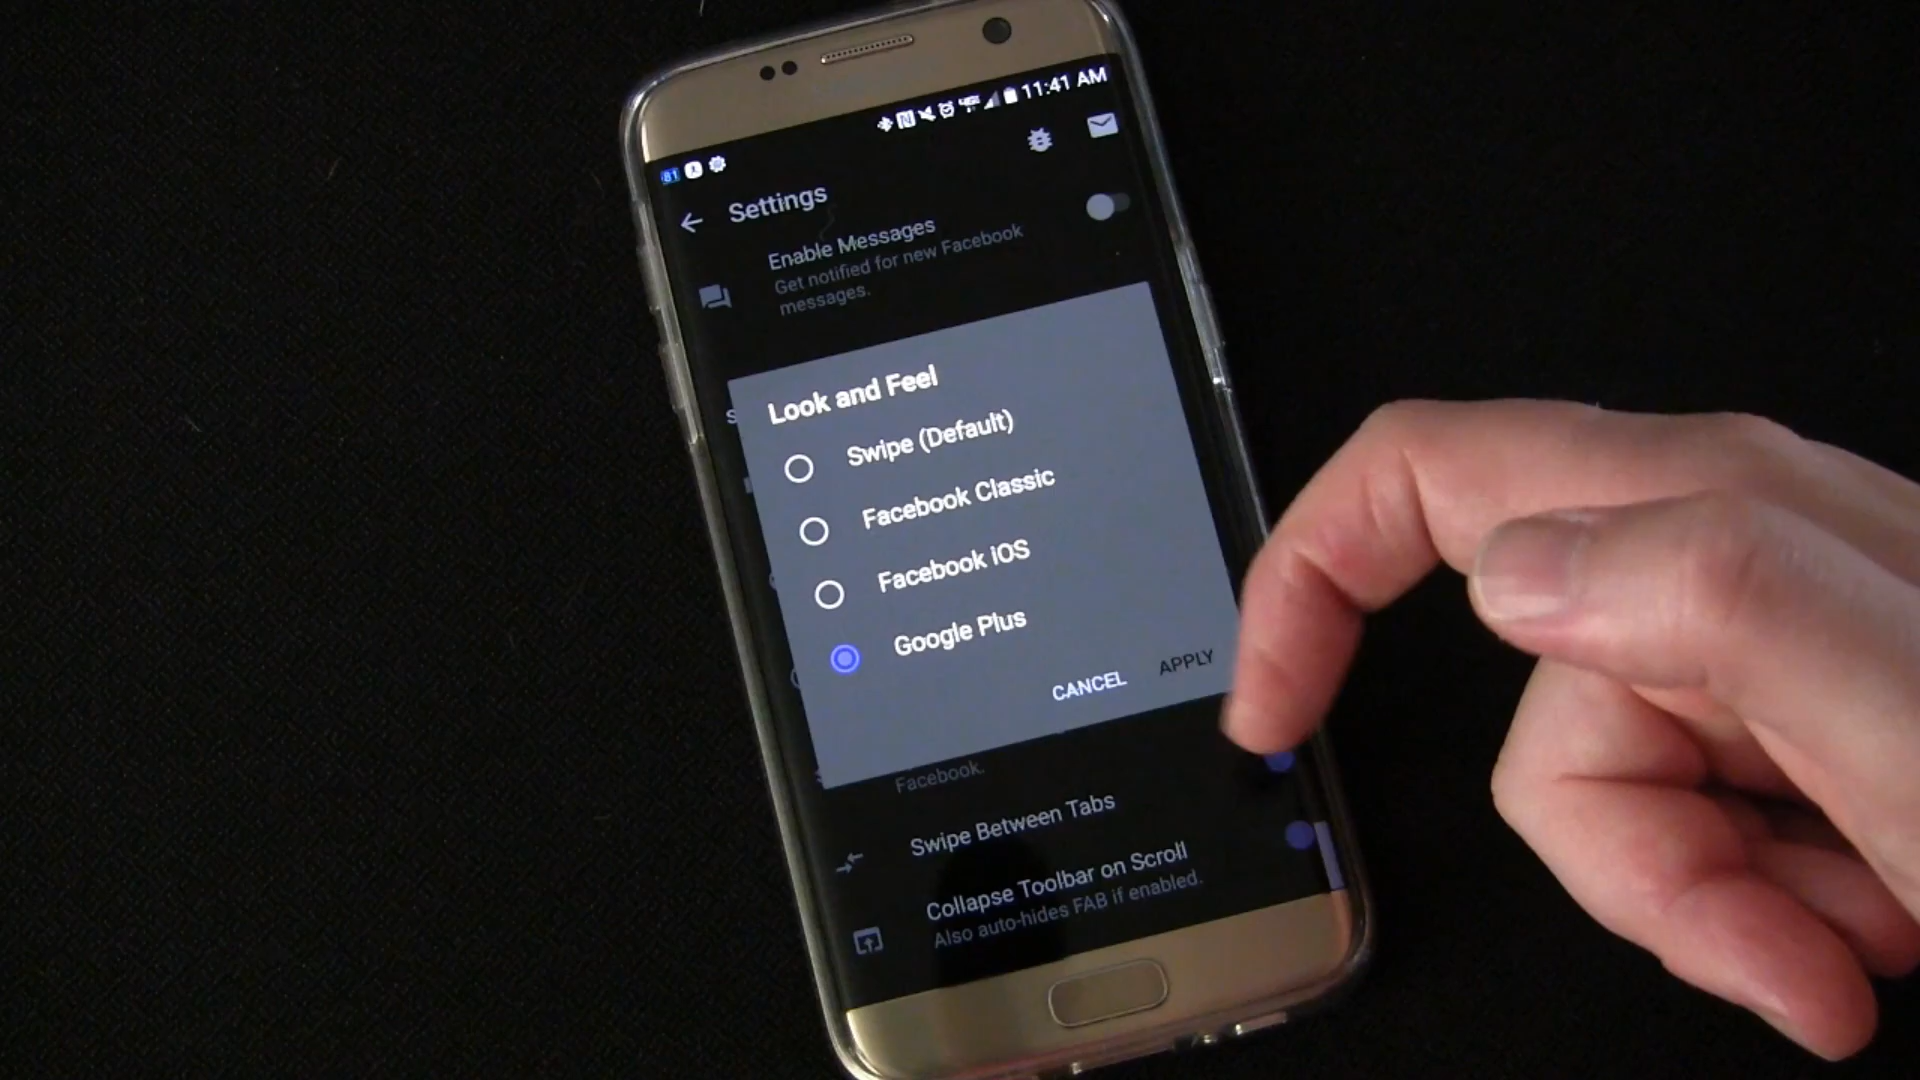 11:41 AM
81
Settings
Enable Messages
Get notified for new Facebook
messages.
Look and Feel
Swipe (Default)
Facebook Classic
Facebook iOS
Google Plus
CANCEL APPLY
Facebook.
Swipe Between Tabs
Collapse Toolbar on Scroll
Also auto-hides FAB if enabled.